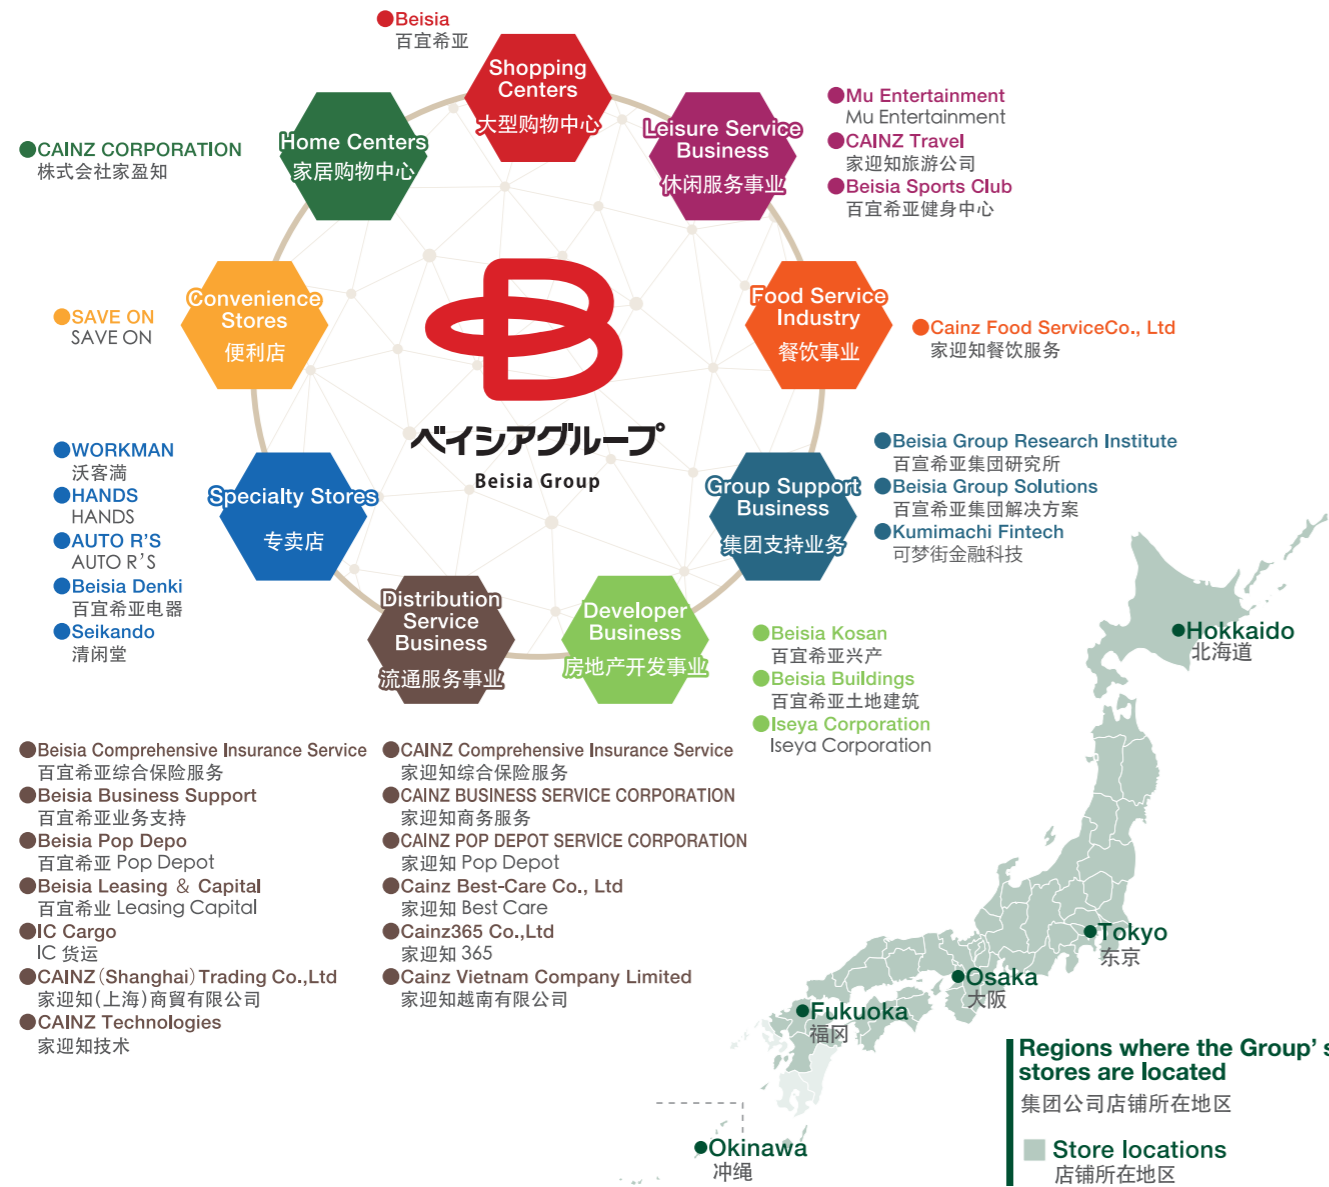 Beisia
百宜希亚
Shopping
Centers
大型购物中心
Home Centers
家居购物中心
CAINZ CORPORATION
株式会社家盈知
Leisure Service
Business
休闲服务事业
Mu Entertainment
Mu Entertainment
CAINZ Travel
家迎知旅游公司
Beisia Sports Club
百宜希亚健身中心
Convenience
Stores
便利店
SAVE ON
SAVE ON
Food Service
Industry
餐饮事业
Cainz Food ServiceCo., Ltd
家迎知餐饮服务
ベイシアグループ
Beisia Group
WORKMAN
沃客満
HANDS
HANDS
AUTO R'S
AUTO R'S
Beisia Denki
百宜希亚电器
Seikando
清闲堂
Specialty Stores
专卖店
Group Support
Business
集团支持业务
Beisia Group Research Institute
百宣希亚集团研究所
Beisia Group Solutions
百宣希亚集团解决方案
Kumimachi Fintech
可梦街金融科技
Distribution
Service
Business
流通服务事业
Developer
Business
房地产开发事业
Beisia Kosan
百宜希亚兴产
Beisia Buildings
百宜希亚土地建筑
Iseya Corporation
Iseya Corporation
Beisia Comprehensive Insurance Service
百宜希亚综合保险服务
Beisia Business Support
百宜希亚业务支持
Beisia Pop Depo
百宜希亚 Pop Depot
Beisia Leasing & Capital
百宜希业 Leasing Capital
IC Cargo
IC 货运
CAINZ(Shanghai)Trading Co.,Ltd
家迎知(上海)商貿有限公司
CAINZ Technologies
家迎知技术
CAINZ Comprehensive Insurance Service
家迎知综合保险服务
CAINZ BUSINESS SERVICE CORPORATION
家迎知商务服务
CAINZ POP DEPOT SERVICE CORPORATION
家迎知 Pop Depot
Cainz Best-Care Co., Ltd
家迎知 Best Care
Cainz365 Co.,Ltd
家迎知 365
Cainz Vietnam Company Limited
家迎知越南有限公司
Hokkaido
北海道
Tokyo
东京
Osaka
大阪
Fukuoka
福冈
Okinawa
冲绳
Regions where the Group' s
stores are located
集团公司店铺所在地区
Store locations
店铺所在地区